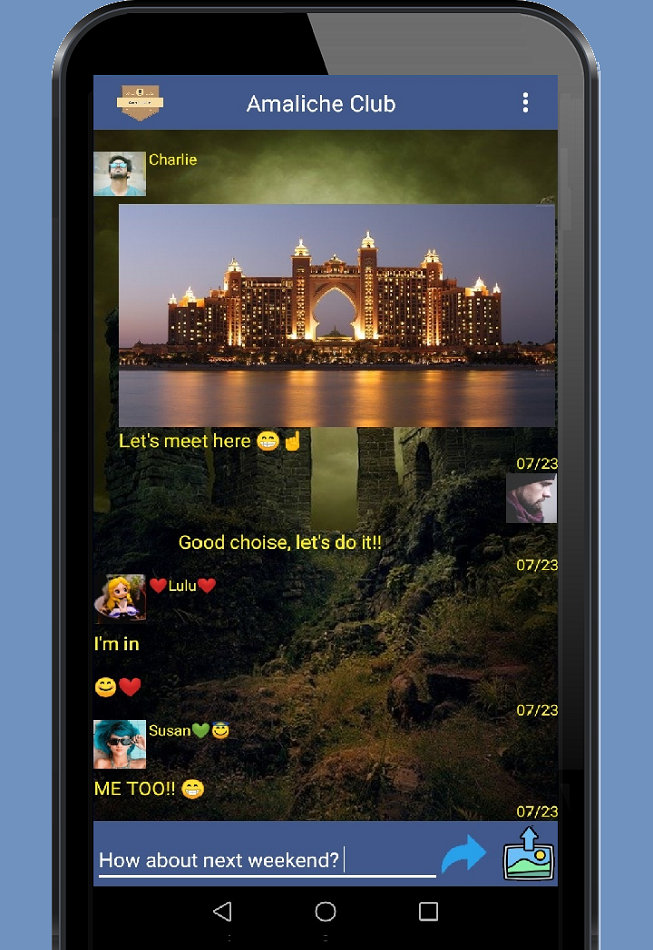 Amaliche Club
Charlie
Let's meet here 😁☝
07/23
Good choise, let's do it!!
07/23
❤Lulu❤
I'm in
😊❤
07/23
Susan💚😇
ME TOO!! 😁
07/23
How about next weekend?